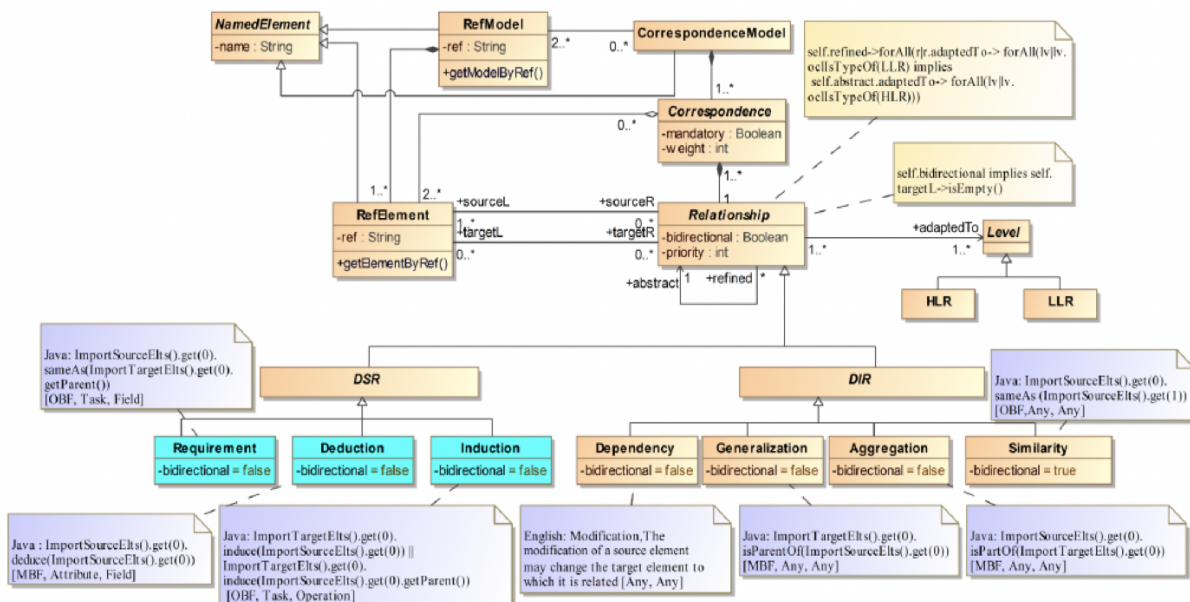 NamedElement
-name : String
RefModel
-ref : String
+getModelByRef()
2..*
0..*
CorrespondenceModel
1..*
self.refined->forAll(r|r.adaptedTo-> forAll(lv|lv.
oclIsTypeOf(LLR) implies
self.abstract.adaptedTo-> forAll(lv|lv.
oclIsTypeOf(HLR)))
Correspondence
-mandatory : Boolean
-weight : int
0..*
1..*
1
self.bidirectional implies self.
targetL->isEmpty()
1..*
2..*
RefElement
-ref : String
+getElementByRef()
+sourceL
+sourceR
1..*
0..*
+targetL
+targetR
0..*
0..*
Relationship
-bidirectional : Boolean
-priority : int
+adaptedTo
1..*
1..*
Level
+abstract
1
+refined
*
HLR
LLR
Java: ImportSourceElts().get(0).
sameAs(ImportTargetElts().get(0).
getParent())
[OBF, Task, Field]
DSR
DIR
Java: ImportSourceElts().get(0).
sameAs (ImportSourceElts().get(1))
[OBF,Any, Any]
Requirement
-bidirectional = false
Deduction
-bidirectional = false
Induction
-bidirectional = false
Dependency
-bidirectional = false
Generalization
-bidirectional = false
Aggregation
-bidirectional = false
Similarity
-bidirectional = true
Java : ImportSourceElts().get(0).
deduce(ImportSourceElts().get(0))
[MBF, Attribute, Field]
Java: ImportTargetElts().get(0).
induce(ImportSourceElts().get(0)) ||
ImportTargetElts().get(0).
induce(ImportSourceElts().get(0).getParent())
[OBF, Task, Operation]
English: Modification,The
modification of a source element
may change the target element to
which it is related [Any, Any]
Java: ImportTargetElts().get(0).
isParentOf(ImportSourceElts().get(0))
[MBF, Any, Any]
Java: ImportSourceElts().get(0).
isPartOf(ImportTargetElts().get(0))
[MBF, Any, Any]